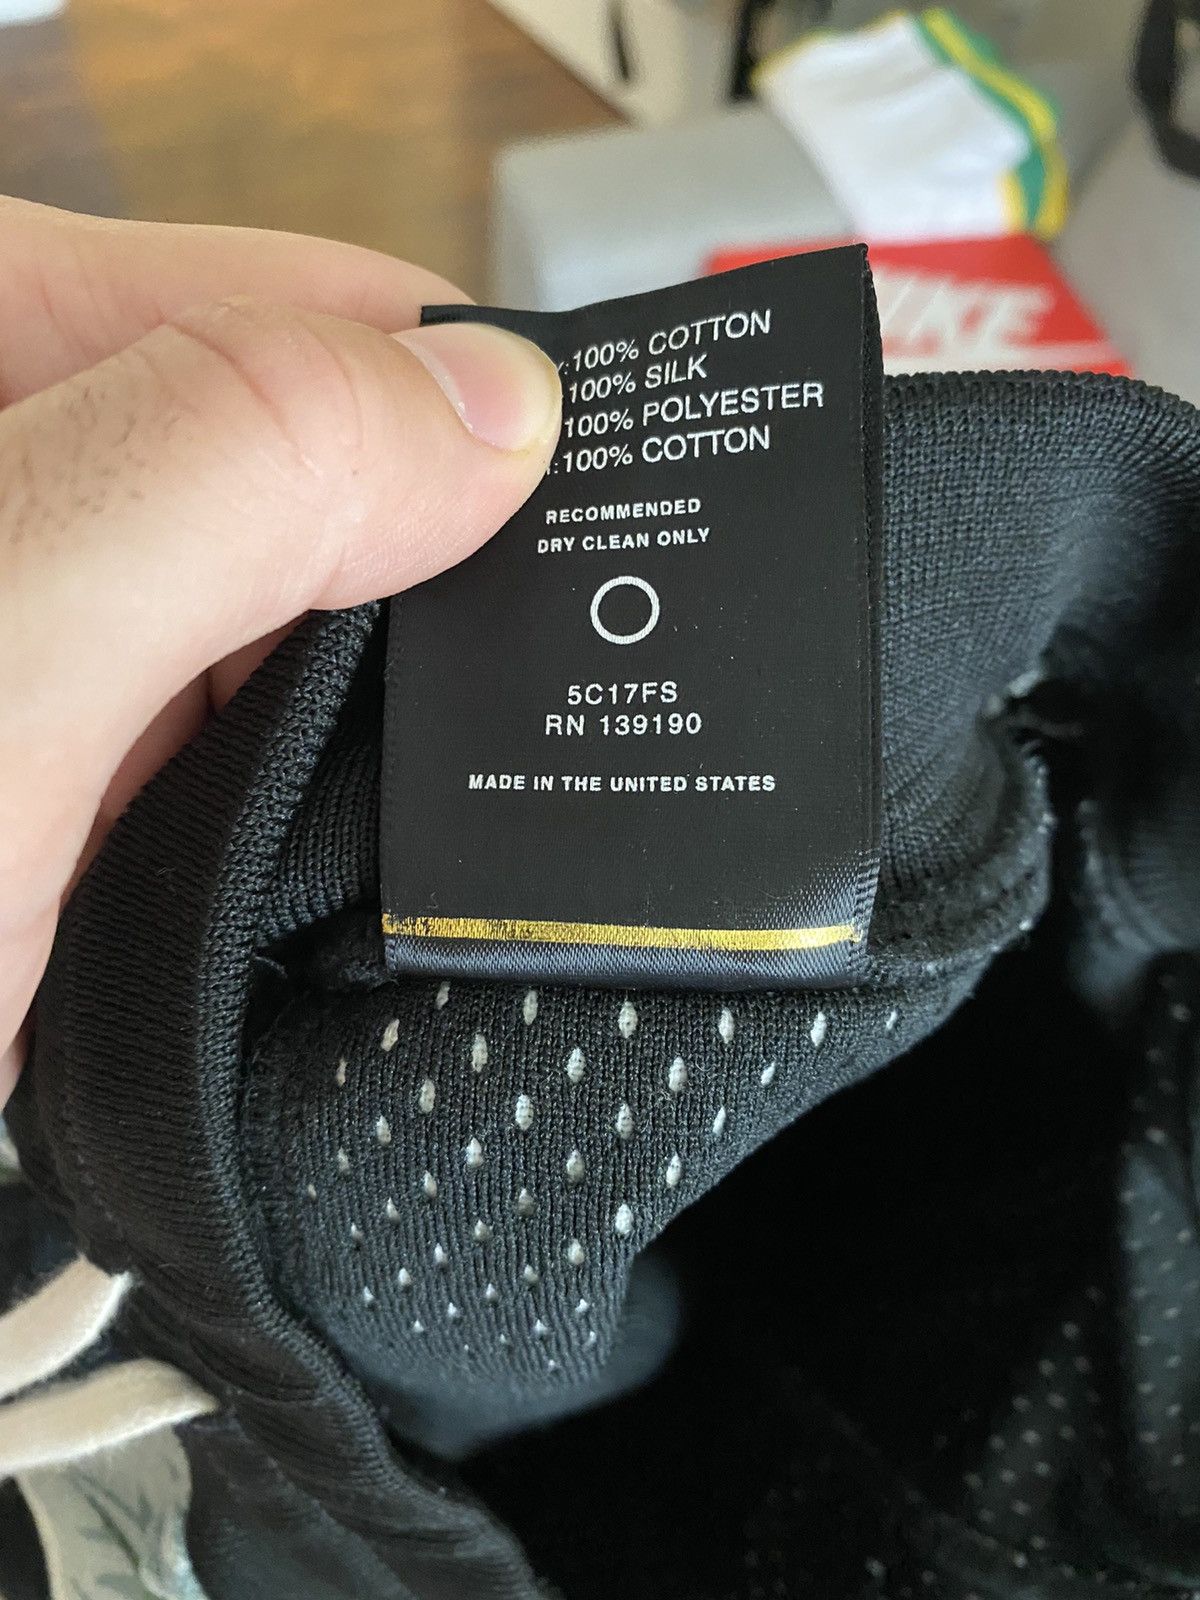 NIKE
:100% COTTON
:100% SILK
100% POLYESTER
:100% COTTON
RECOMMENDED
DRY CLEAN ONLY
5C17FS
RN 139190
MADE IN THE UNITED STATES